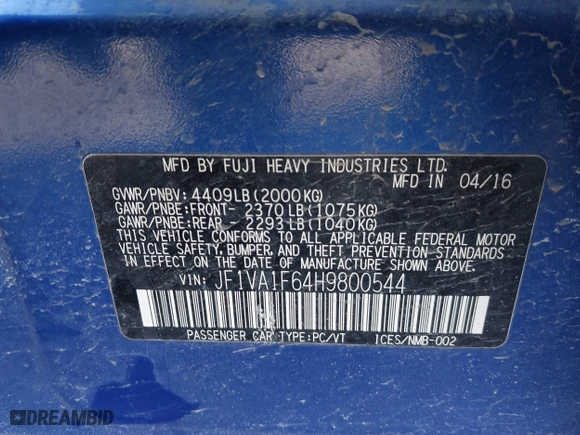 MFD BY FUJI HEAVY INDUSTRIES LTD.
MFD IN 04/16
GVWR/PNBV: 4409LB(2000KG)
GAWR/PNBE:FRONT- 2370LB(1075KG)
GAWR/PNBE:REAR - 2293LB(1040KG)
THIS VEHICLE CONFORMS TO ALL APPLICABLE FEDERAL MOTOR
VEHICLE SAFETY, BUMPER, AND THEFT PREVENTION STANDARDS
IN EFFECT ON THE DATE OF MANUFACTURE SHOWN ABOVE.
VIN: JF1VA1F64H9800544
PASSENGER CAR TYPE:PC/VT ICES/NMB-002
DREAMBID